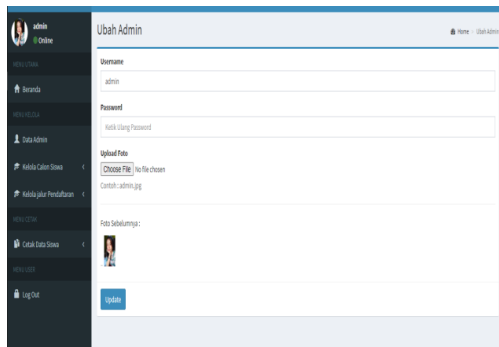 admin
Online
MENU UTAMA
Beranda
MENU KELOLA
Data Admin
Kelola Calon Siswa
Kelola jalur Pendaftaran
MENU CETAK
Cetak Data Siswa
MENU USER
Log Out
Ubah Admin
Home > Ubah Admin
Username
admin
Password
Ketik Ulang Password
Upload Foto
Choose File No file chosen
Contoh : admin.jpg
Foto Sebelumnya :
Update